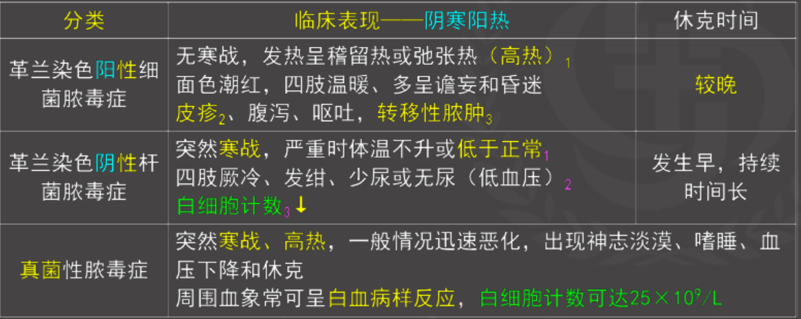 分类 临床表现——阴寒阳热 休克时间
革兰染色阳性细菌脓毒症
无寒战，发热呈稽留热或弛张热（高热）1
面色潮红，四肢温暖、多呈谵妄和昏迷
皮疹2、腹泻、呕吐，转移性脓肿3
较晚
革兰染色阴性杆菌脓毒症
突然寒战，严重时体温不升或低于正常1
四肢厥冷、发绀、少尿或无尿（低血压）2
白细胞计数3↓
发生早，持续时间长
真菌性脓毒症
突然寒战、高热，一般情况迅速恶化，出现神志淡漠、嗜睡、血
压下降和休克
周围血象常可呈白血病样反应，白细胞计数可达25×10⁹/L